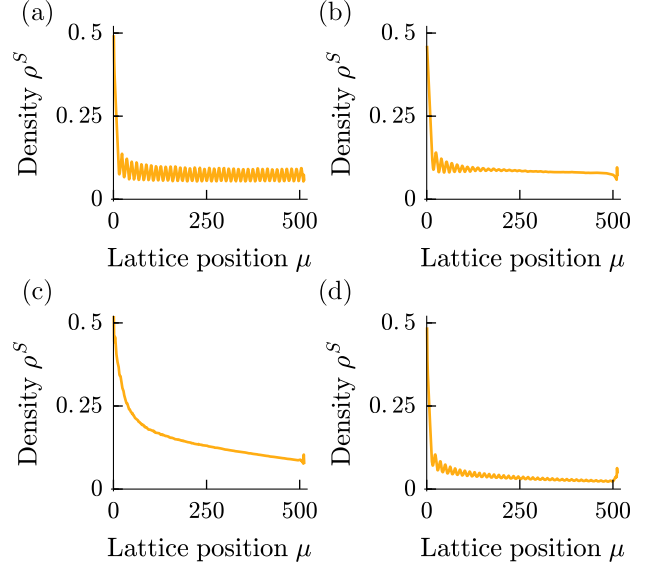 (a)
(b)
0.5
0.25
0
Density ρ^S
0 250 500
Lattice position μ
0.5
0.25
0
Density ρ^S
0 250 500
Lattice position μ
(c)
(d)
0.5
0.25
0
Density ρ^S
0 250 500
Lattice position μ
0.5
0.25
0
Density ρ^S
0 250 500
Lattice position μ